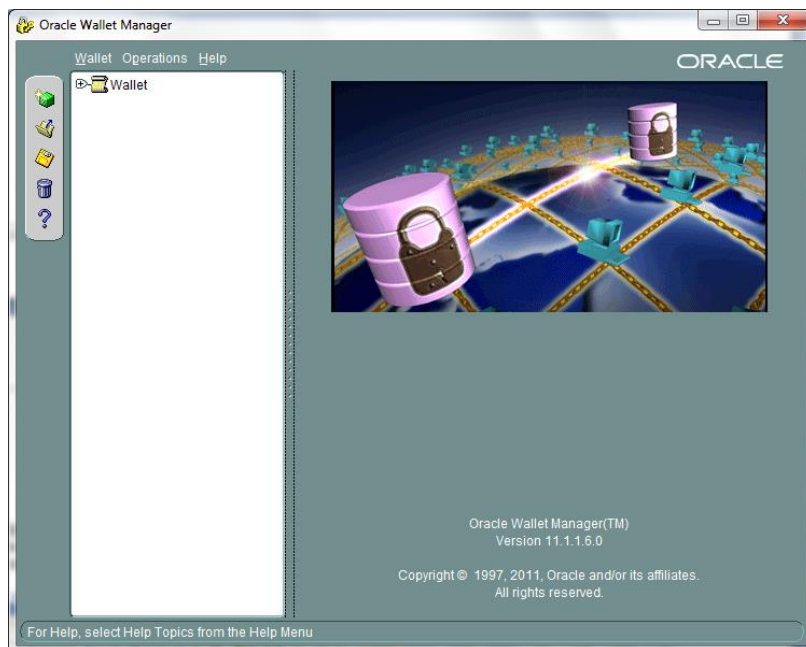 Oracle Wallet Manager
Wallet Operations Help
ORACLE
Wallet
Oracle Wallet Manager(TM)
Version 11.1.1.6.0
Copyright © 1997, 2011, Oracle and/or its affiliates.
All rights reserved.
For Help, select Help Topics from the Help Menu